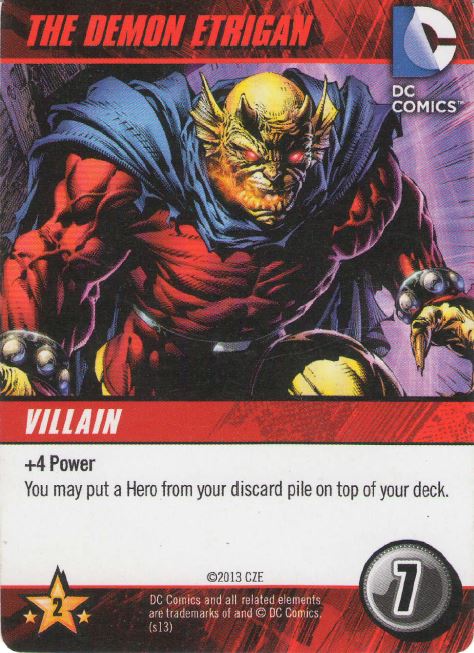 THE DEMON ETRIGAN
DC
COMICS™
VILLAIN
+4 Power
You may put a Hero from your discard pile on top of your deck.
©2013 CZE
2
DC Comics and all related elements
are trademarks of and © DC Comics.
(s13)
7